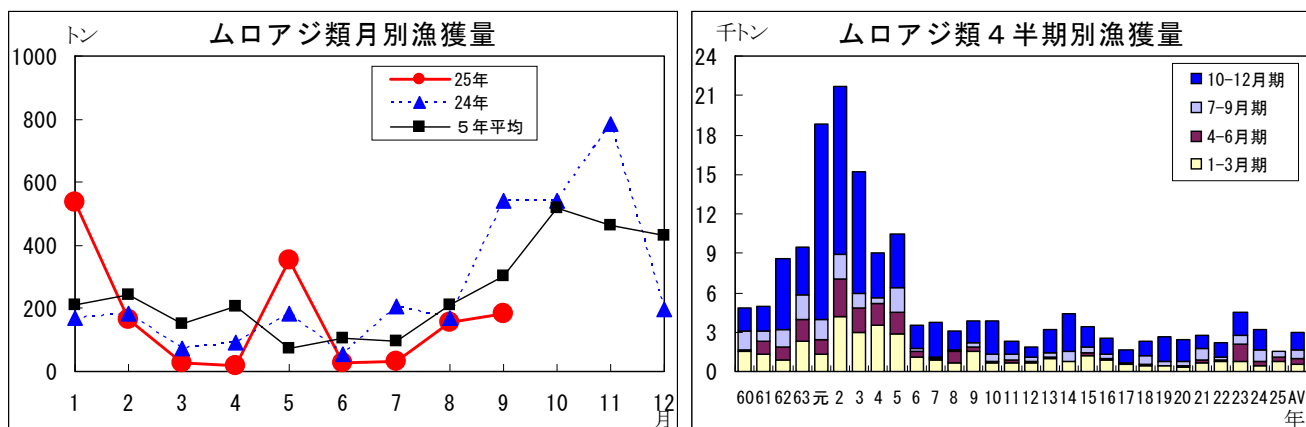 トン
ムロアジ類月別漁獲量
1000
800
600
400
200
0
25年
24年
５年平均
1 2 3 4 5 6 7 8 9 10 11 12
月
千トン
ムロアジ類４半期別漁獲量
24
21
18
15
12
9
6
3
0
10-12月期
7-9月期
4-6月期
1-3月期
60 61 62 63 元 2 3 4 5 6 7 8 9 10 11 12 13 14 15 16 17 18 19 20 21 22 23 24 25 AV
年